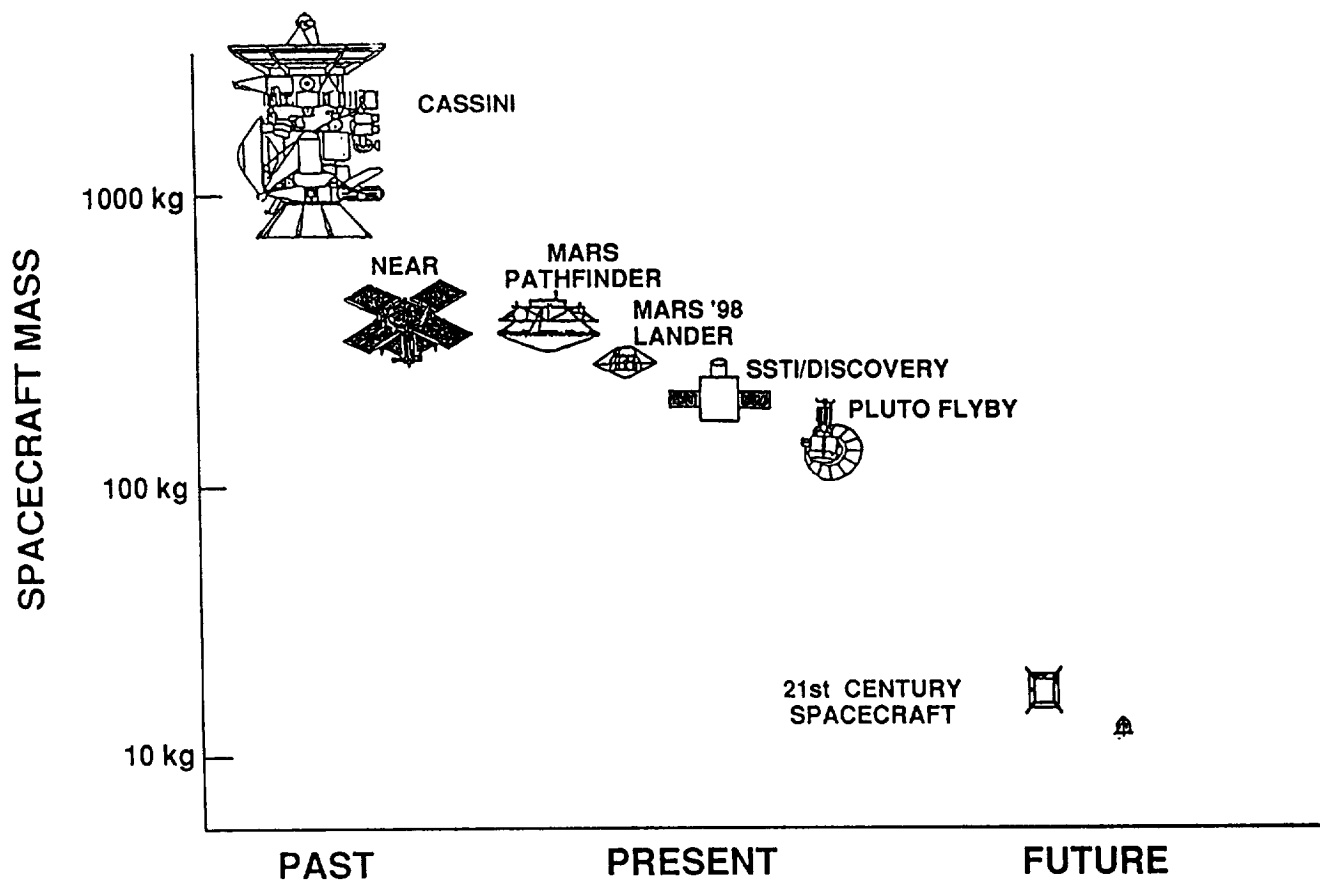 CASSINI
1000 kg
NEAR
MARS
PATHFINDER
MARS '98
LANDER
SSTI/DISCOVERY
PLUTO FLYBY
SPACECRAFT MASS
100 kg
21st CENTURY
SPACECRAFT
10 kg
PAST
PRESENT
FUTURE